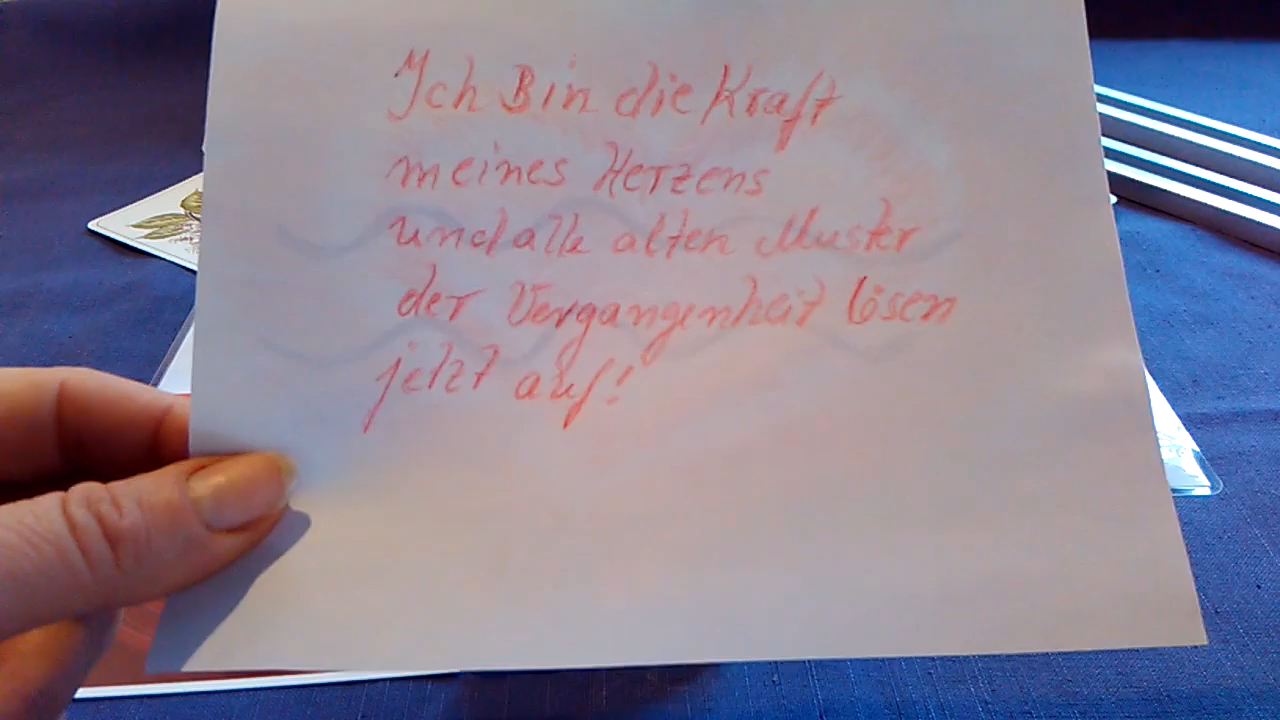 Ich Bin die Kraft
meines Herzens
und alle alten Muster
der Vergangenheit lösen
jetzt auf!